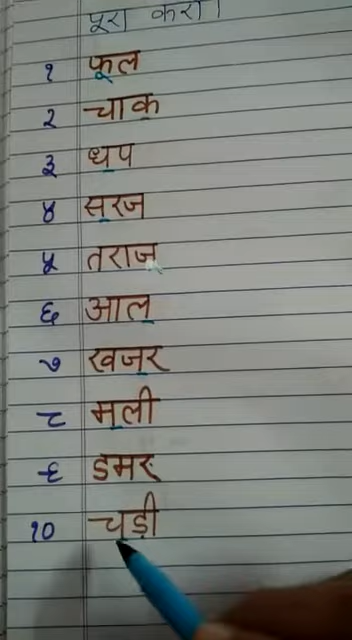 पूरा करो।
१ फूल
२ चाक
३ धप
४ सरज
५ तराज
६ आल
७ खजर
८ मली
९ डमर
१० चड़ी